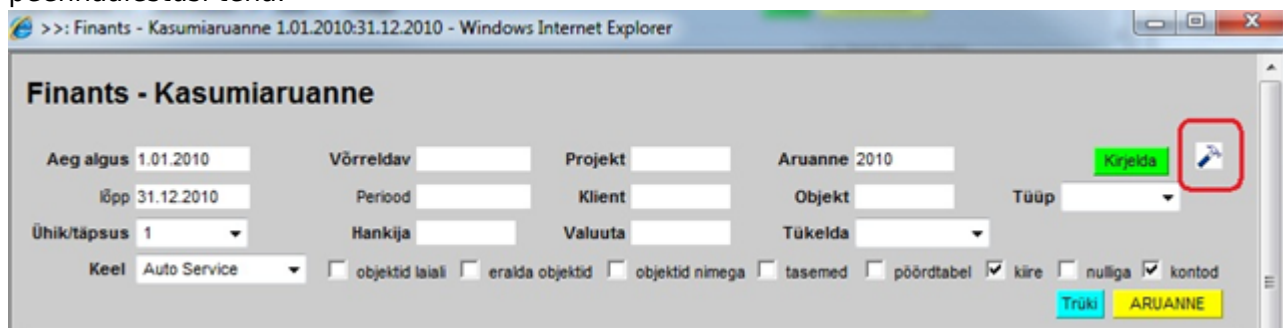 >>: Finants - Kasumiaruanne 1.01.2010:31.12.2010 - Windows Internet Explorer
Finants - Kasumiaruanne
Aeg algus 1.01.2010 Võrreldav Projekt Aruanne 2010 Kirjelda
lõpp 31.12.2010 Periood Klient Objekt Tüüp
Ühik/täpsus 1 Hankija Valuuta Tükelda
Keel Auto Service objektid laiali eralda objektid objektid nimega tasemed pöördtabel kiire nulliga kontod
Trüki ARUANNE